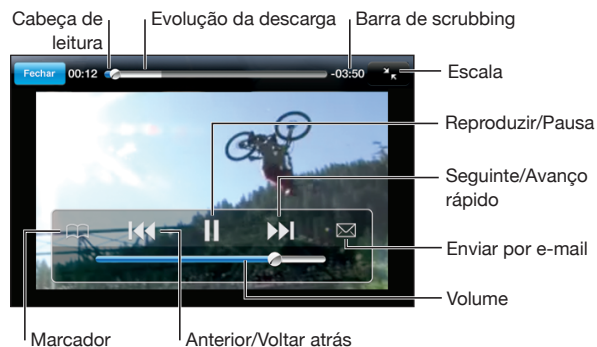 Cabeça de leitura
Evolução da descarga
Barra de scrubbing
Fechar
00:12
-03:50
Escala
Reproduzir/Pausa
Seguinte/Avanço rápido
Enviar por e-mail
Volume
Marcador
Anterior/Voltar atrás